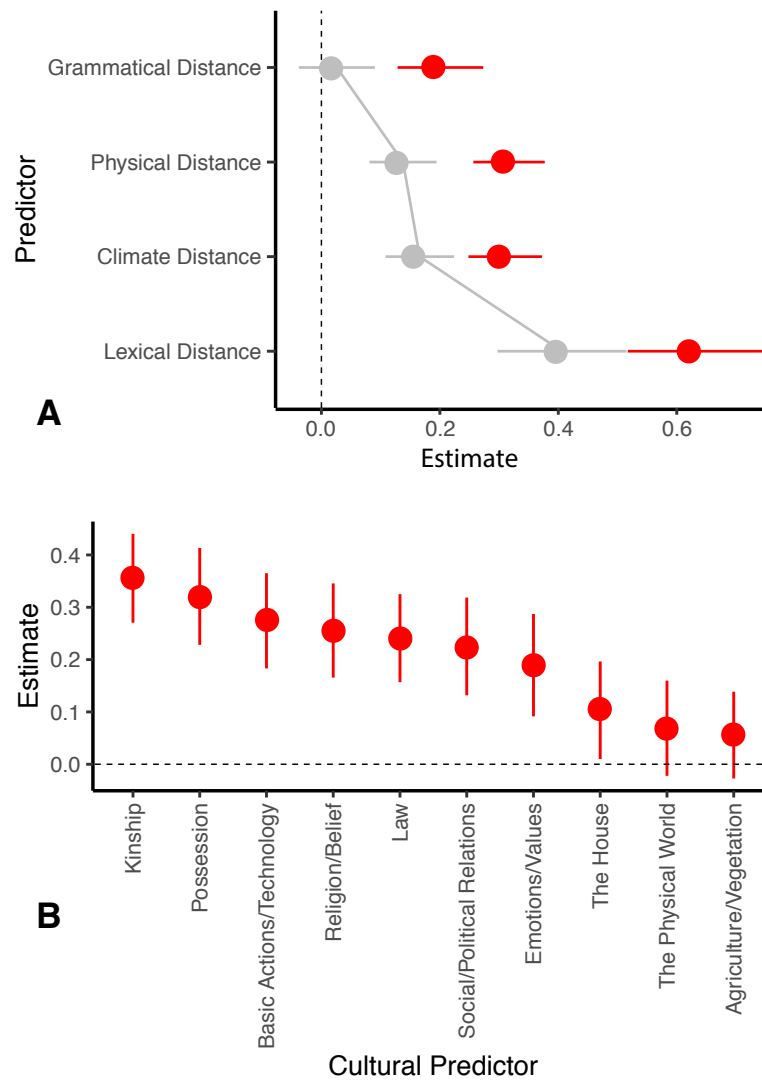 Predictor
Grammatical Distance
Physical Distance
Climate Distance
Lexical Distance
0.0
0.2
0.4
0.6
Estimate
A
Estimate
0.4
0.3
0.2
0.1
0.0
Kinship
Possession
Basic Actions/Technology
Religion/Belief
Law
Social/Political Relations
Emotions/Values
The House
The Physical World
Agriculture/Vegetation
B
Cultural Predictor